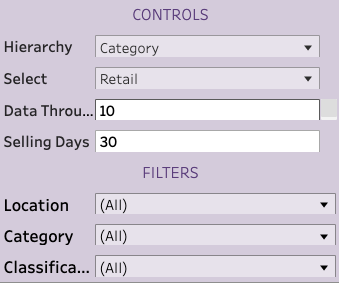 CONTROLS
Hierarchy Category
Select Retail
Data Throu... 10
Selling Days 30
FILTERS
Location (All)
Category (All)
Classifica... (All)